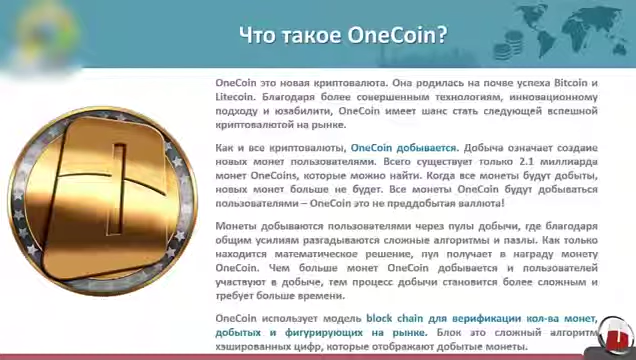 Что такое OneCoin?
OneCoin это новая криптовалюта. Она родилась на почве успеха Bitcoin и
Litecoin. Благодаря более совершенным технологиям, инновационному
подходу и юзабилити, OneCoin имеет шанс стать следующей вспешной
криптовалютой на рынке.
Как и все криптовалюты, OneCoin добывается. Добыча означает создаие
новых монет пользователями. Всего существует только 2.1 миллиарда
монет OneCoins, которые можно найти. Когда все монеты будут добыты,
новых монет больше не будет. Все монеты OneCoin будут добываться
пользователями – OneCoin это не преддобытая валюта!
Монеты добываются пользователями через пулы добычи, где благодаря
общим усилиям разгадываются сложные алгоритмы и пазлы. Как только
находится математическое решение, пул получает в награду монету
OneCoin. Чем больше монет OneCoin добывается и пользователей
участвуют в добыче, тем процесс добычи становится более сложным и
требует больше времени.
OneCoin использует модель block chain для верификации кол-ва монет,
добытых и фигурирующих на рынке. Блок это сложный алгоритм
хэшированных цифр, которые отображают добытые монеты.